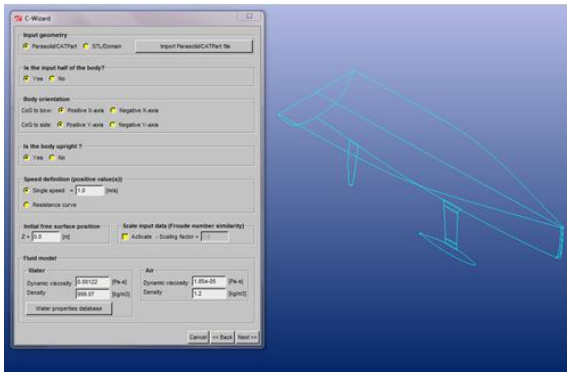 C-Wizard
Input geometry
Parasolid/CATPart STL/Domain Import Parasolid/CATPart file
Is the input half of the body?
Yes No
Body orientation
CoG to bow: Positive X-axis Negative X-axis
CoG to side: Positive Y-axis Negative Y-axis
Is the body upright ?
Yes No
Speed definition (positive value(s))
Single speed = 1.0 [m/s]
Resistance curve
Initial free surface position
Z = 0.0 [m]
Scale input data (Froude number similarity)
Activate - Scaling factor =
Fluid model
Water
Dynamic viscosity 0.00122 [Pa-s]
Density 999.07 [kg/m3]
Water properties database
Air
Dynamic viscosity 1.85e-05 [Pa-s]
Density 1.2 [kg/m3]
Cancel << Back Next >>